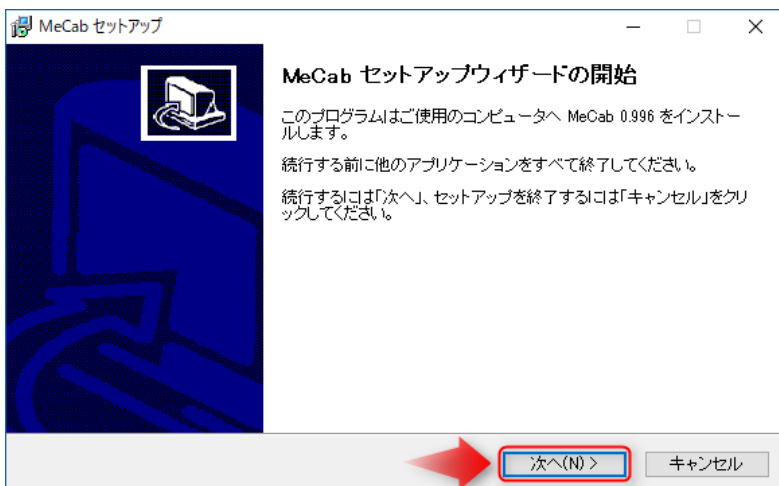 MeCab セットアップ
MeCab セットアップウィザードの開始
このプログラムはご使用のコンピュータへ MeCab 0.996 をインストー
ルします。
続行する前に他のアプリケーションをすべて終了してください。
続行するには「次へ」、セットアップを終了するには「キャンセル」をクリ
ックしてください。
次へ(N) >
キャンセル